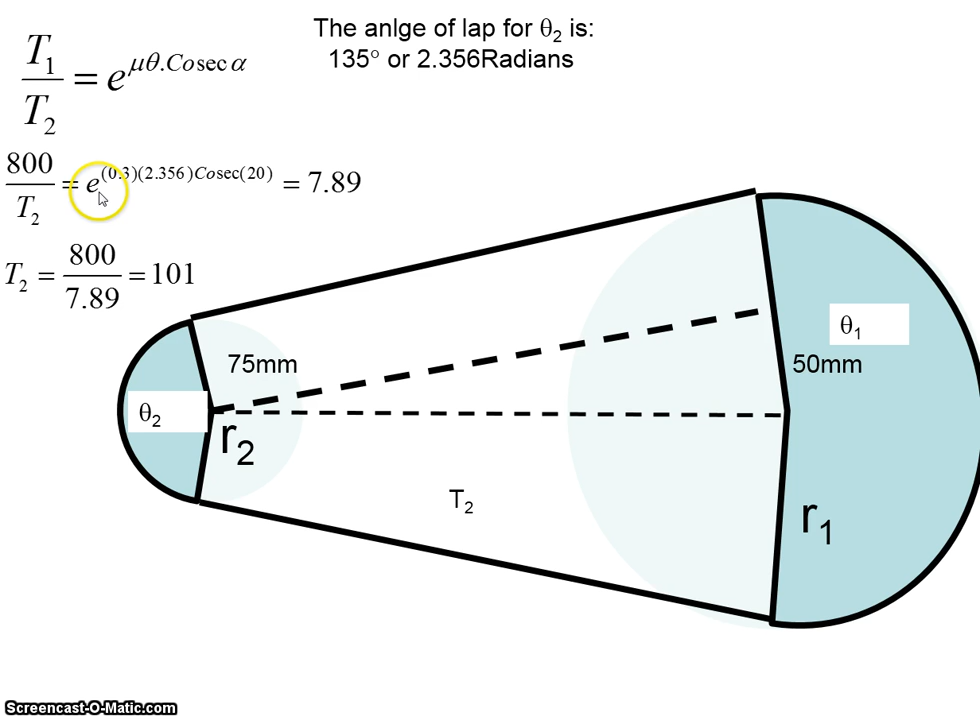 The anlge of lap for θ₂ is:
135° or 2.356Radians
T₁/T₂ = e^(μθ.Cosec α)
800/T₂ = e^((0.3)(2.356)Cosec(20)) = 7.89
T₂ = 800/7.89 = 101
θ₁
75mm
50mm
θ₂
r₂
T₂
r₁
Screencast-O-Matic.com